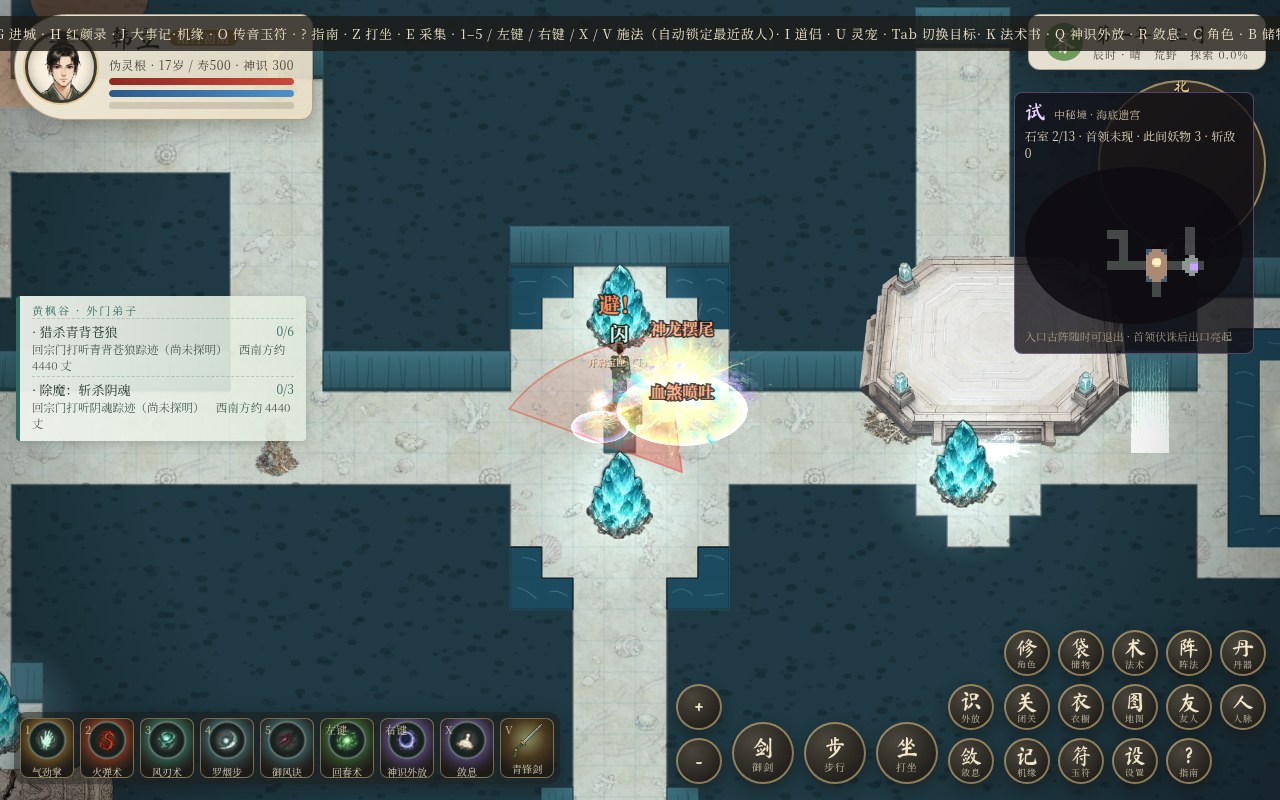 G 进城 · H 红颜录 · J 大事记·机缘 · O 传音玉符 · ? 指南 · Z 打坐 · E 采集 · 1–5 / 左键 / 右键 / X / V 施法（自动锁定最近敌人）· I 道侣 · U 灵宠 · Tab 切换目标· K 法术书 · Q 神识外放 · R 敛息 · C 角色 · B 储物
伪灵根 · 17岁 / 寿500 · 神识 300
辰时 · 晴 荒野 探索 0.0%
北
试 中秘境 · 海底遗宫
石室 2/13 · 首领未现 · 此间妖物 3 · 斩敌
0
入口古阵随时可退出 · 首领伏诛后出口亮起
黄枫谷 · 外门弟子
· 猎杀青背苍狼 0/6
回宗门打听青背苍狼踪迹（尚未探明） 西南方约
4440 丈
· 除魔：斩杀阴魂 0/3
回宗门打听阴魂踪迹（尚未探明） 西南方约 4440
丈
避！
闪
神龙摆尾
血煞喷吐
1 气劲掌
2 火弹术
3 风刃术
4 罗烟步
5 御风诀
左键 回春术
右键 神识外放
X 敛息
V 青锋剑
+
-
剑 御剑
步 步行
坐 打坐
修 角色
袋 储物
术 法术
阵 阵法
丹 丹器
识 外放
关 闭关
衣 衣橱
图 地图
友 友人
人 人脉
敛 敛息
记 机缘
符 玉符
设 设置
? 指南